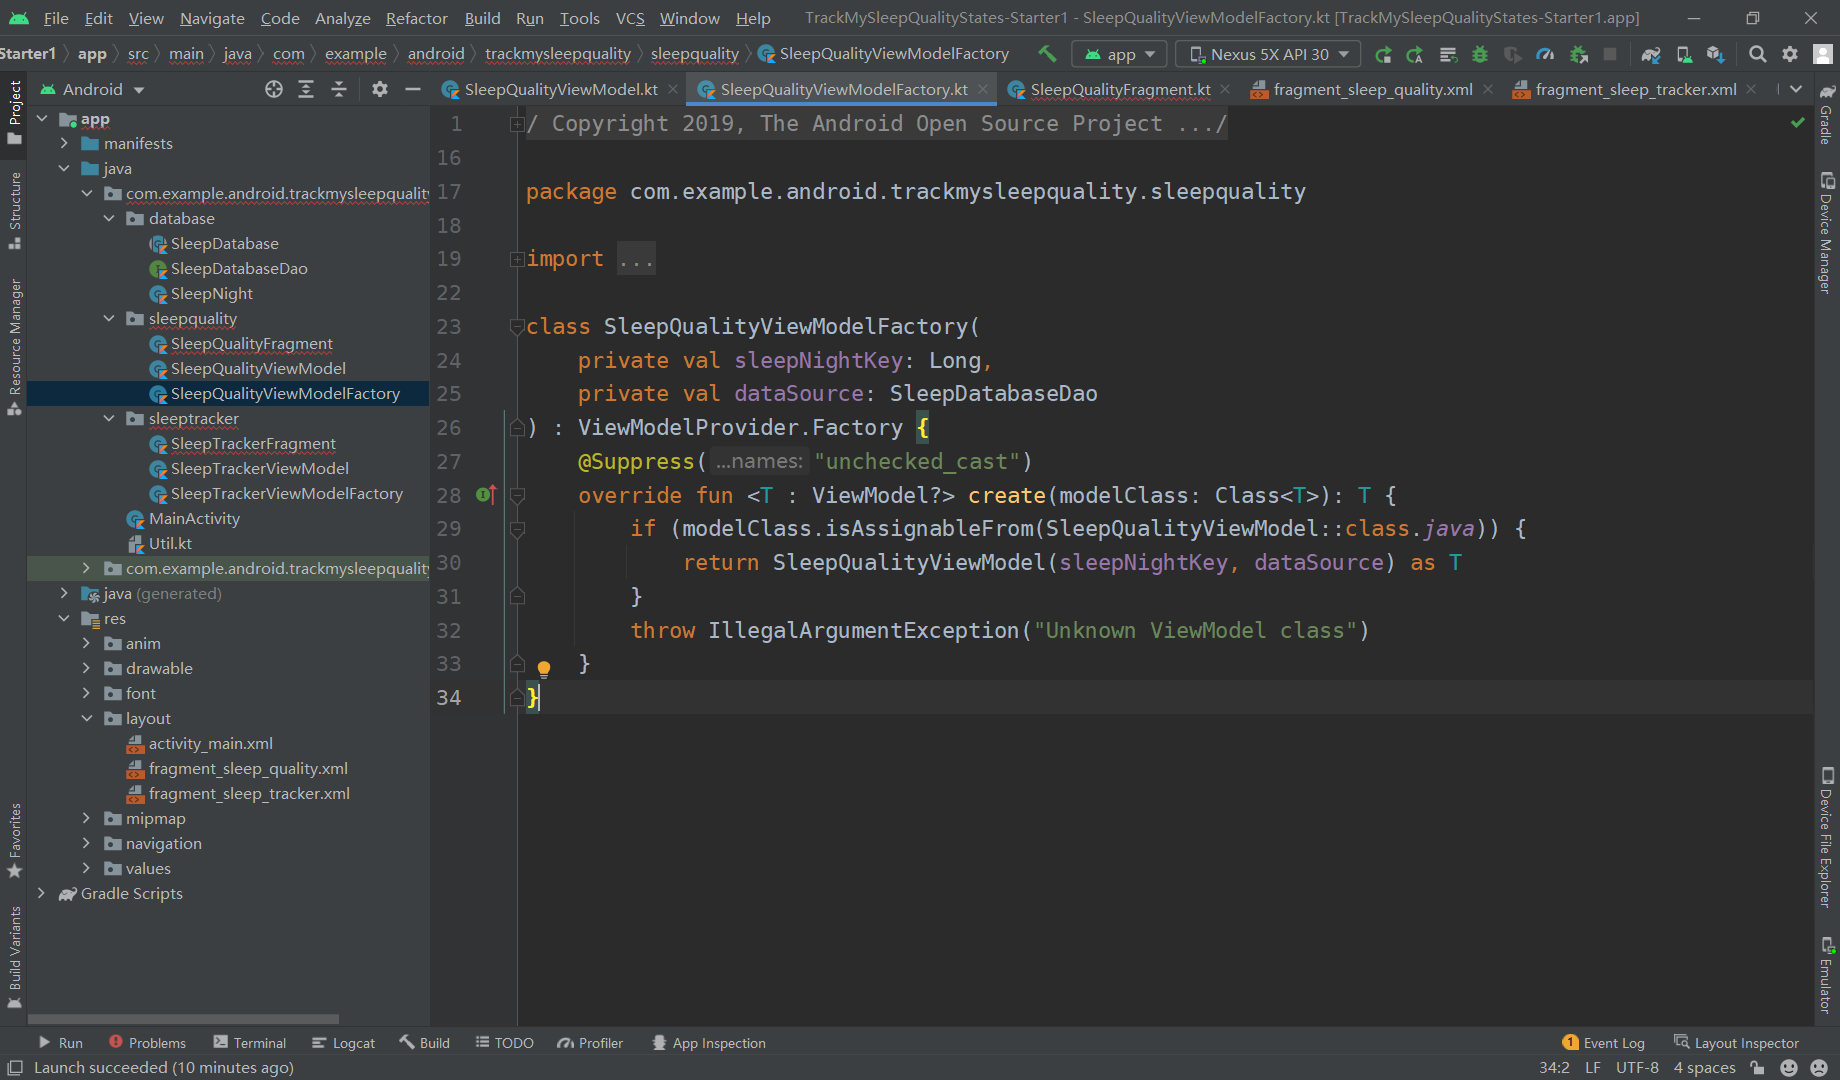 File Edit View Navigate Code Analyze Refactor Build Run Tools VCS Window Help TrackMySleepQualityStates-Starter1 - SleepQualityViewModelFactory.kt [TrackMySleepQualityStates-Starter1.app]
Starter1 app src main java com example android trackmysleepquality sleepquality SleepQualityViewModelFactory app Nexus 5X API 30
Project
Structure
Resource Manager
Favorites
Build Variants
Android
app
manifests
java
com.example.android.trackmysleepquality
database
SleepDatabase
SleepDatabaseDao
SleepNight
sleepquality
SleepQualityFragment
SleepQualityViewModel
SleepQualityViewModelFactory
sleeptracker
SleepTrackerFragment
SleepTrackerViewModel
SleepTrackerViewModelFactory
MainActivity
Util.kt
com.example.android.trackmysleepquality
java (generated)
res
anim
drawable
font
layout
activity_main.xml
fragment_sleep_quality.xml
fragment_sleep_tracker.xml
mipmap
navigation
values
Gradle Scripts
SleepQualityViewModel.kt SleepQualityViewModelFactory.kt SleepQualityFragment.kt fragment_sleep_quality.xml fragment_sleep_tracker.xml
1 / Copyright 2019, The Android Open Source Project .../
16
17 package com.example.android.trackmysleepquality.sleepquality
18
19 import ...
22
23 class SleepQualityViewModelFactory(
24 private val sleepNightKey: Long,
25 private val dataSource: SleepDatabaseDao
26 ) : ViewModelProvider.Factory {
27 @Suppress( ...names: "unchecked_cast")
28 override fun <T : ViewModel?> create(modelClass: Class<T>): T {
29 if (modelClass.isAssignableFrom(SleepQualityViewModel::class.java)) {
30 return SleepQualityViewModel(sleepNightKey, dataSource) as T
31 }
32 throw IllegalArgumentException("Unknown ViewModel class")
33 }
34 }
Gradle
Device Manager
Device File Explorer
Emulator
Run Problems Terminal Logcat Build TODO Profiler App Inspection 1 Event Log Layout Inspector
Launch succeeded (10 minutes ago) 34:2 LF UTF-8 4 spaces